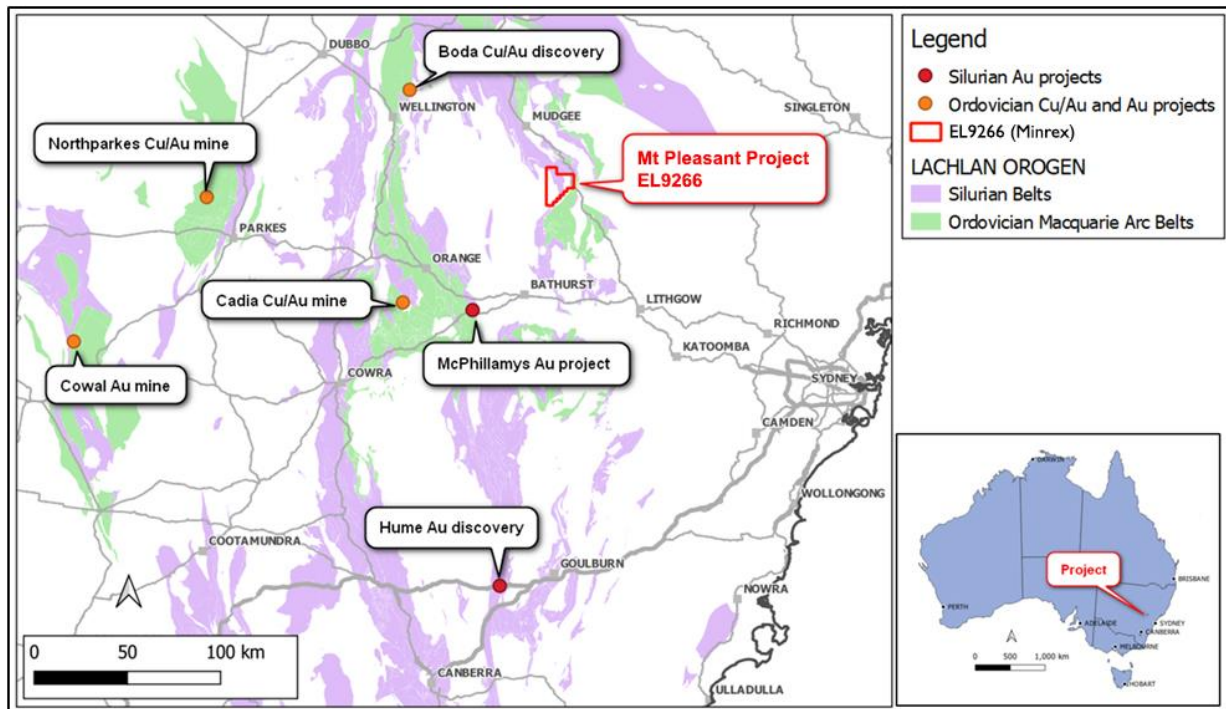 DUBBO
Boda Cu/Au discovery
WELLINGTON
MUDGEE
SINGLETON
Northparkes Cu/Au mine
Mt Pleasant Project
EL9266
PARKES
ORANGE
BATHURST
Cadia Cu/Au mine
LITHGOW
RICHMOND
KATOOMBA
McPhillamys Au project
SYDNEY
Cowal Au mine
COWRA
CAMDEN
WOLLONGONG
Hume Au discovery
COOTAMUNDRA
GOULBURN
NOWRA
0 50 100 km
CANBERRA
ULLADULLA
Legend
Silurian Au projects
Ordovician Cu/Au and Au projects
EL9266 (Minrex)
LACHLAN OROGEN
Silurian Belts
Ordovician Macquarie Arc Belts
DARWIN
Project
BRISBANE
PERTH
ADELAIDE
SYDNEY
CANBERRA
MELBOURNE
0 500 1,000 km
HOBART